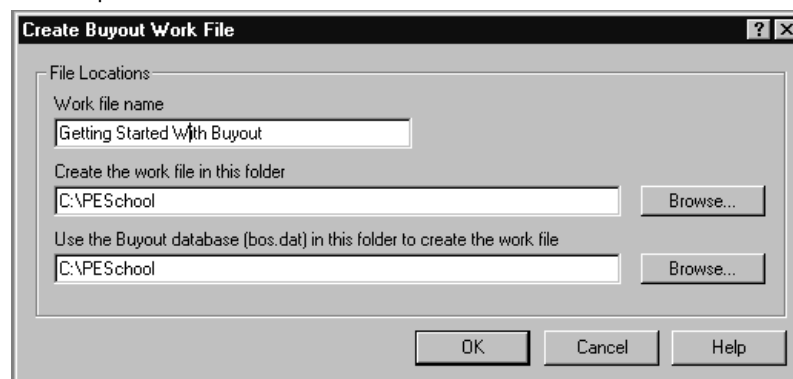 Create Buyout Work File
File Locations
Work file name
Getting Started With Buyout
Create the work file in this folder
C:\PESchool
Browse...
Use the Buyout database (bos.dat) in this folder to create the work file
C:\PESchool
Browse...
OK
Cancel
Help